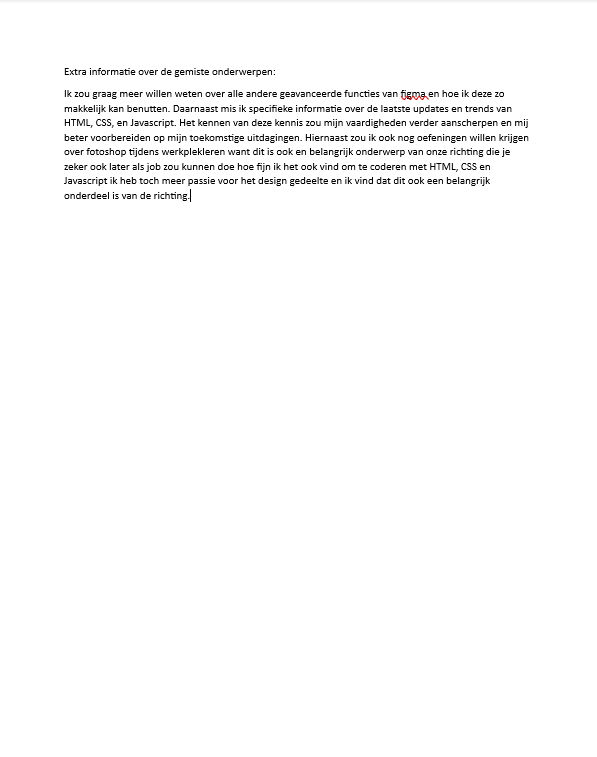 Extra informatie over de gemiste onderwerpen:
Ik zou graag meer willen weten over alle andere geavanceerde functies van figma en hoe ik deze zo
makkelijk kan benutten. Daarnaast mis ik specifieke informatie over de laatste updates en trends van
HTML, CSS, en Javascript. Het kennen van deze kennis zou mijn vaardigheden verder aanscherpen en mij
beter voorbereiden op mijn toekomstige uitdagingen. Hiernaast zou ik ook nog oefeningen willen krijgen
over fotoshop tijdens werkplekleren want dit is ook en belangrijk onderwerp van onze richting die je
zeker ook later als job zou kunnen doe hoe fijn ik het ook vind om te coderen met HTML, CSS en
Javascript ik heb toch meer passie voor het design gedeelte en ik vind dat dit ook een belangrijk
onderdeel is van de richting.